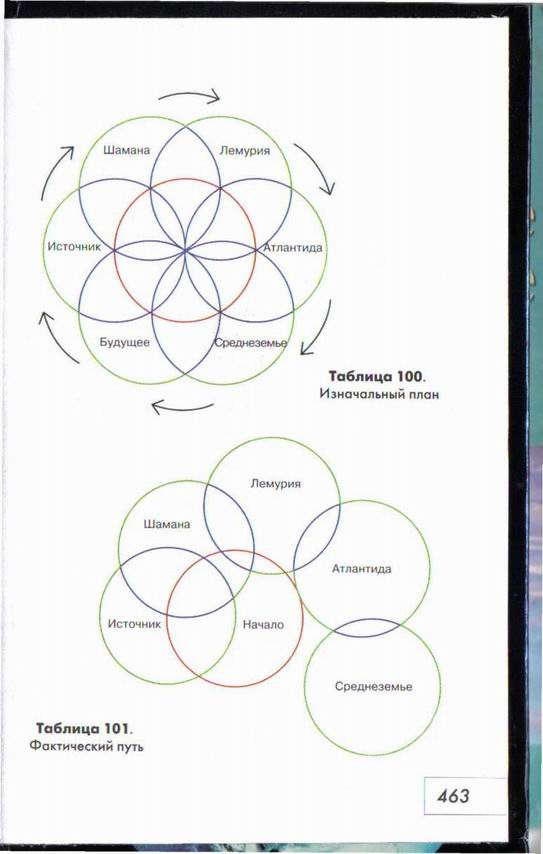 Шамана
Лемурия
Источник
Атлантида
Будущее
Среднеземье
Таблица 100.
Изначальный план
Лемурия
Шамана
Атлантида
Источник
Начало
Среднеземье
Таблица 101.
Фактический путь
463